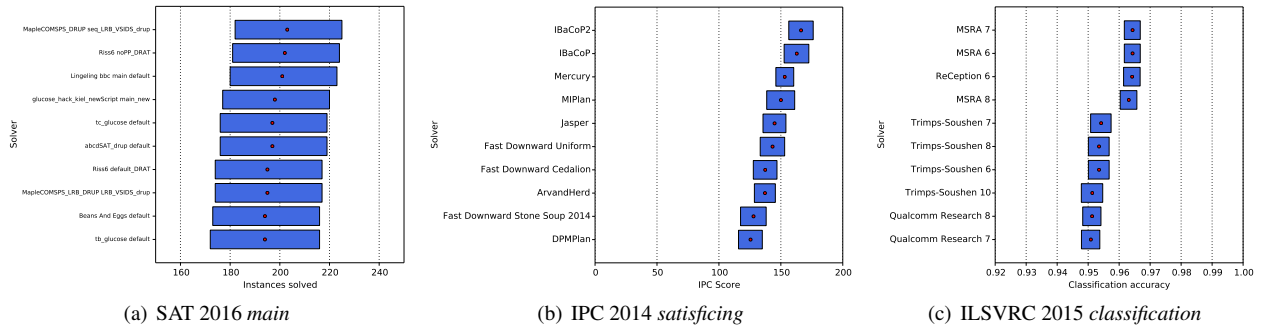 MapleCOMSPS_DRUP seq_LRB_VSIDS_drup
Riss6 noPP_DRAT
Lingeling bbc main default
glucose_hack_kiel_newScript main_new
tc_glucose default
abcdSAT_drup default
Riss6 default_DRAT
MapleCOMSPS_LRB_DRUP LRB_VSIDS_drup
Beans And Eggs default
tb_glucose default
Solver
160 180 200 220 240
Instances solved
(a) SAT 2016 main
IBaCoP2
IBaCoP
Mercury
MIPlan
Jasper
Fast Downward Uniform
Fast Downward Cedalion
ArvandHerd
Fast Downward Stone Soup 2014
DPMPlan
Solver
0 50 100 150 200
IPC Score
(b) IPC 2014 satisficing
MSRA 7
MSRA 6
ReCeption 6
MSRA 8
Trimps-Soushen 7
Trimps-Soushen 8
Trimps-Soushen 6
Trimps-Soushen 10
Qualcomm Research 8
Qualcomm Research 7
Solver
0.92 0.93 0.94 0.95 0.96 0.97 0.98 0.99 1.00
Classification accuracy
(c) ILSVRC 2015 classification